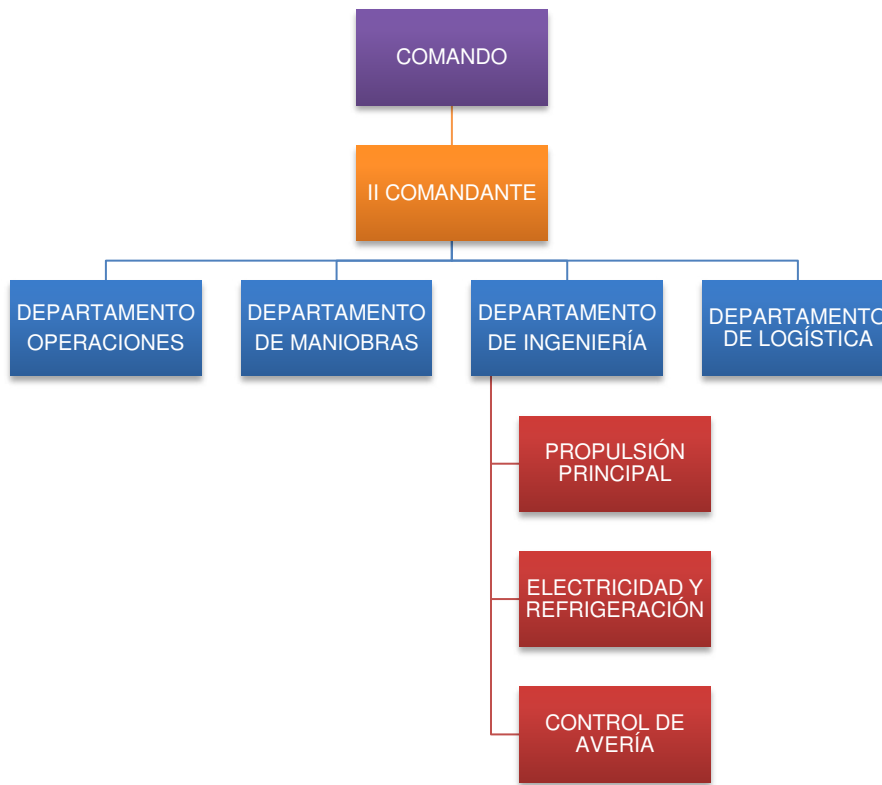 COMANDO
II COMANDANTE
DEPARTAMENTO
OPERACIONES
DEPARTAMENTO
DE MANIOBRAS
DEPARTAMENTO
DE INGENIERÍA
DEPARTAMENTO
DE LOGÍSTICA
PROPULSIÓN
PRINCIPAL
ELECTRICIDAD Y
REFRIGERACIÓN
CONTROL DE
AVERÍA